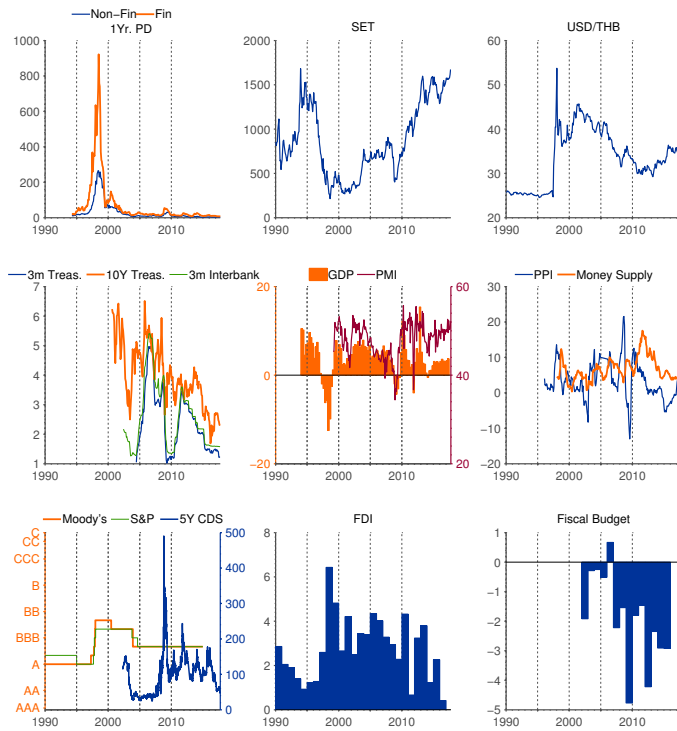 Non-Fin Fin
1Yr. PD
SET
USD/THB
1000
800
600
400
200
0
1990 2000 2010
2000
1500
1000
500
0
1990 2000 2010
60
50
40
30
20
1990 2000 2010
3m Treas. 10Y Treas. 3m Interbank
GDP PMI
PPI Money Supply
7
6
5
4
3
2
1
1990 2000 2010
20
0
−20
60
40
20
1990 2000 2010
30
20
10
0
−10
−20
1990 2000 2010
Moody's S&P 5Y CDS
FDI
Fiscal Budget
C
CC
CCC
B
BB
BBB
A
AA
AAA
500
400
300
200
100
0
1990 2000 2010
8
6
4
2
0
1990 2000 2010
1
0
−1
−2
−3
−4
−5
1990 2000 2010